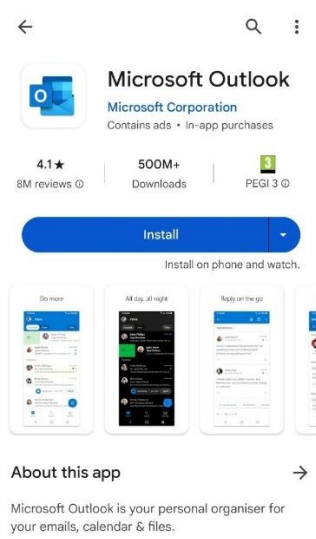 Microsoft Outlook
Microsoft Corporation
Contains ads • In-app purchases
4.1★
8M reviews
500M+
Downloads
3
PEGI 3
Install
Install on phone and watch.
Do more
All day, all night
Reply on the go
About this app
Microsoft Outlook is your personal organiser for
your emails, calendar & files.